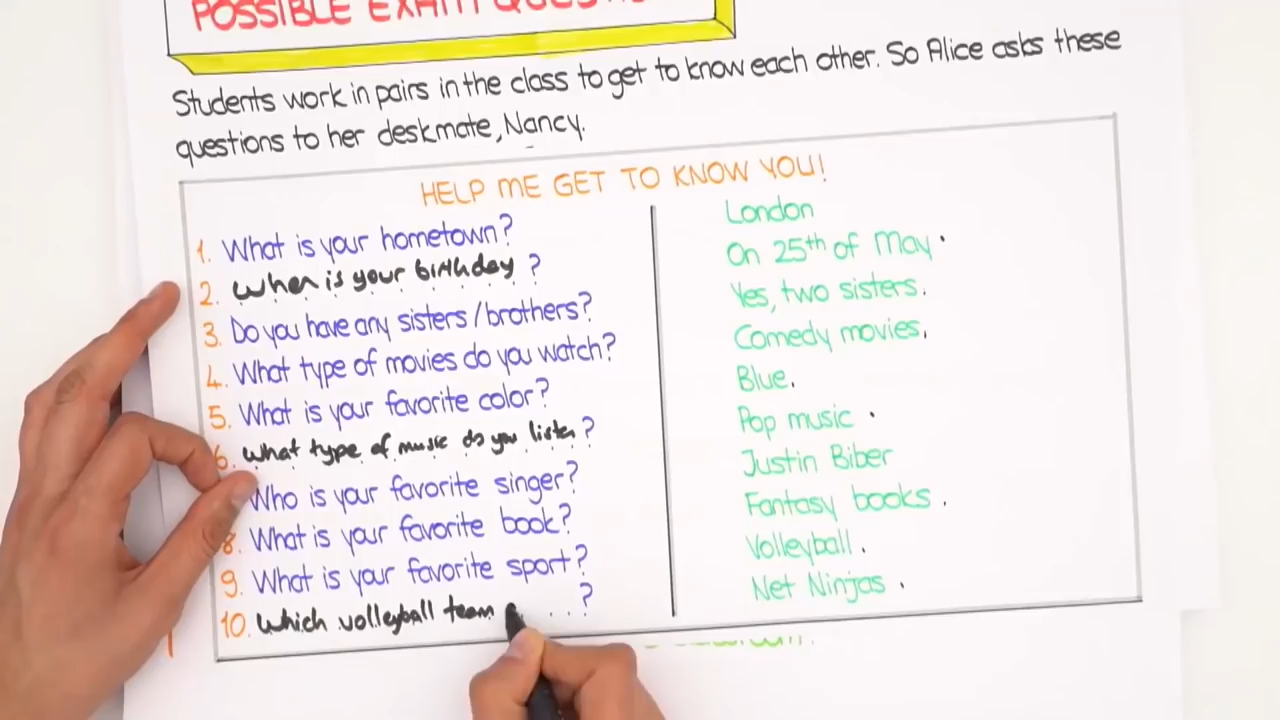 POSSIBLE EXAM QUESTIO
Students work in pairs in the class to get to know each other. So Alice asks these
questions to her deskmate, Nancy.
HELP ME GET TO KNOW YOU!
1. What is your hometown?
2. When is your birthday ?
3. Do you have any sisters/brothers?
4. What type of movies do you watch?
5. What is your favorite color?
6. What type of music do you listen ?
Who is your favorite singer?
8. What is your favorite book?
9. What is your favorite sport?
10. Which volleyball team ...?
London
On 25th of May.
Yes, two sisters.
Comedy movies.
Blue.
Pop music.
Justin Biber
Fantasy books.
Volleyball.
Net Ninjas.